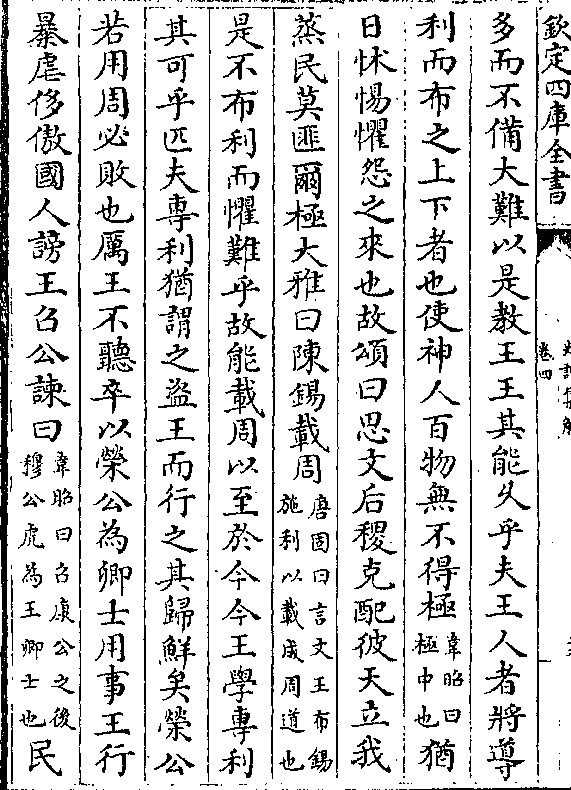 欽定四庫全書
史記集解
卷四
多而不備大難以是教王王其能久乎夫王人者將導
利而布之上下者也使神人百物無不得極韋昭曰極中也猶
日怵惕懼怨之來也故頌曰思文后稷克配彼天立我
蒸民莫匪爾極大雅曰陳錫載周唐固曰言文王布錫施利以載成周道也
是不布利而懼難乎故能載周以至於今今王學專利
其可乎匹夫專利猶謂之盜王而行之其歸鮮矣榮公
若用周必敗也厲王不聽卒以榮公為卿士用事王行
暴虐侈傲國人謗王召公諫曰韋昭曰召康公之後穆公虎為王卿士也民